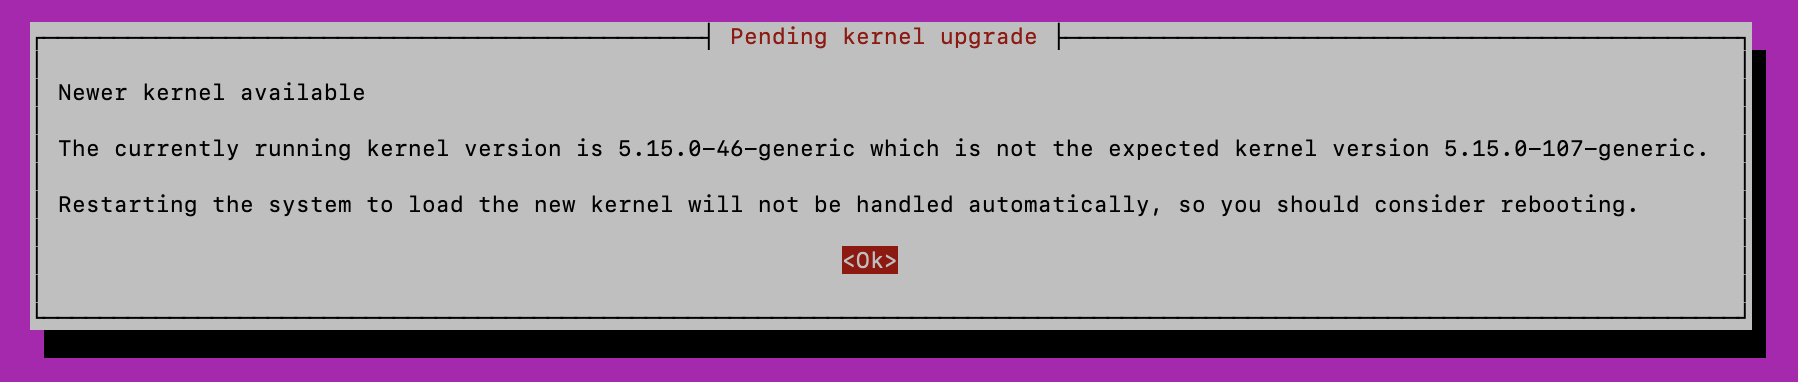 Pending kernel upgrade
Newer kernel available
The currently running kernel version is 5.15.0-46-generic which is not the expected kernel version 5.15.0-107-generic.
Restarting the system to load the new kernel will not be handled automatically, so you should consider rebooting.
<Ok>